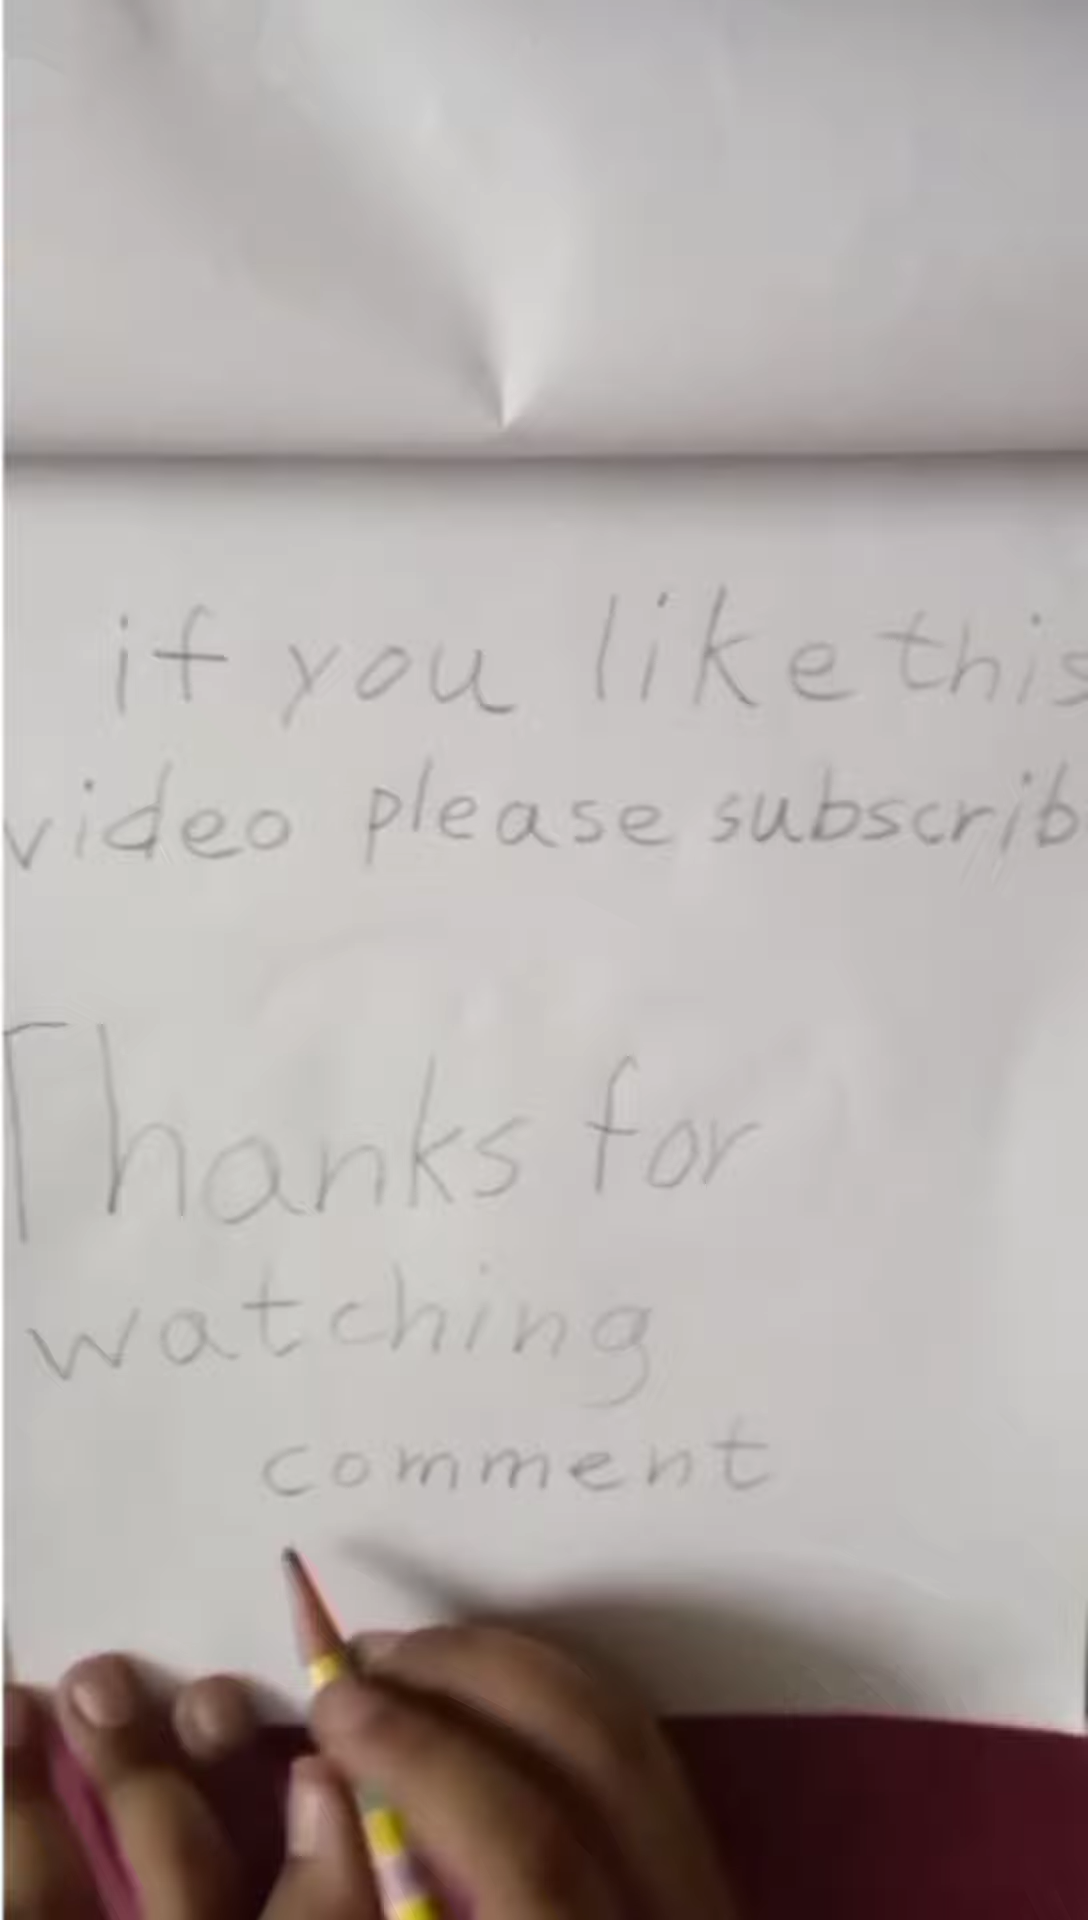 if you like this
video please subscrib
Thanks for
watching
comment